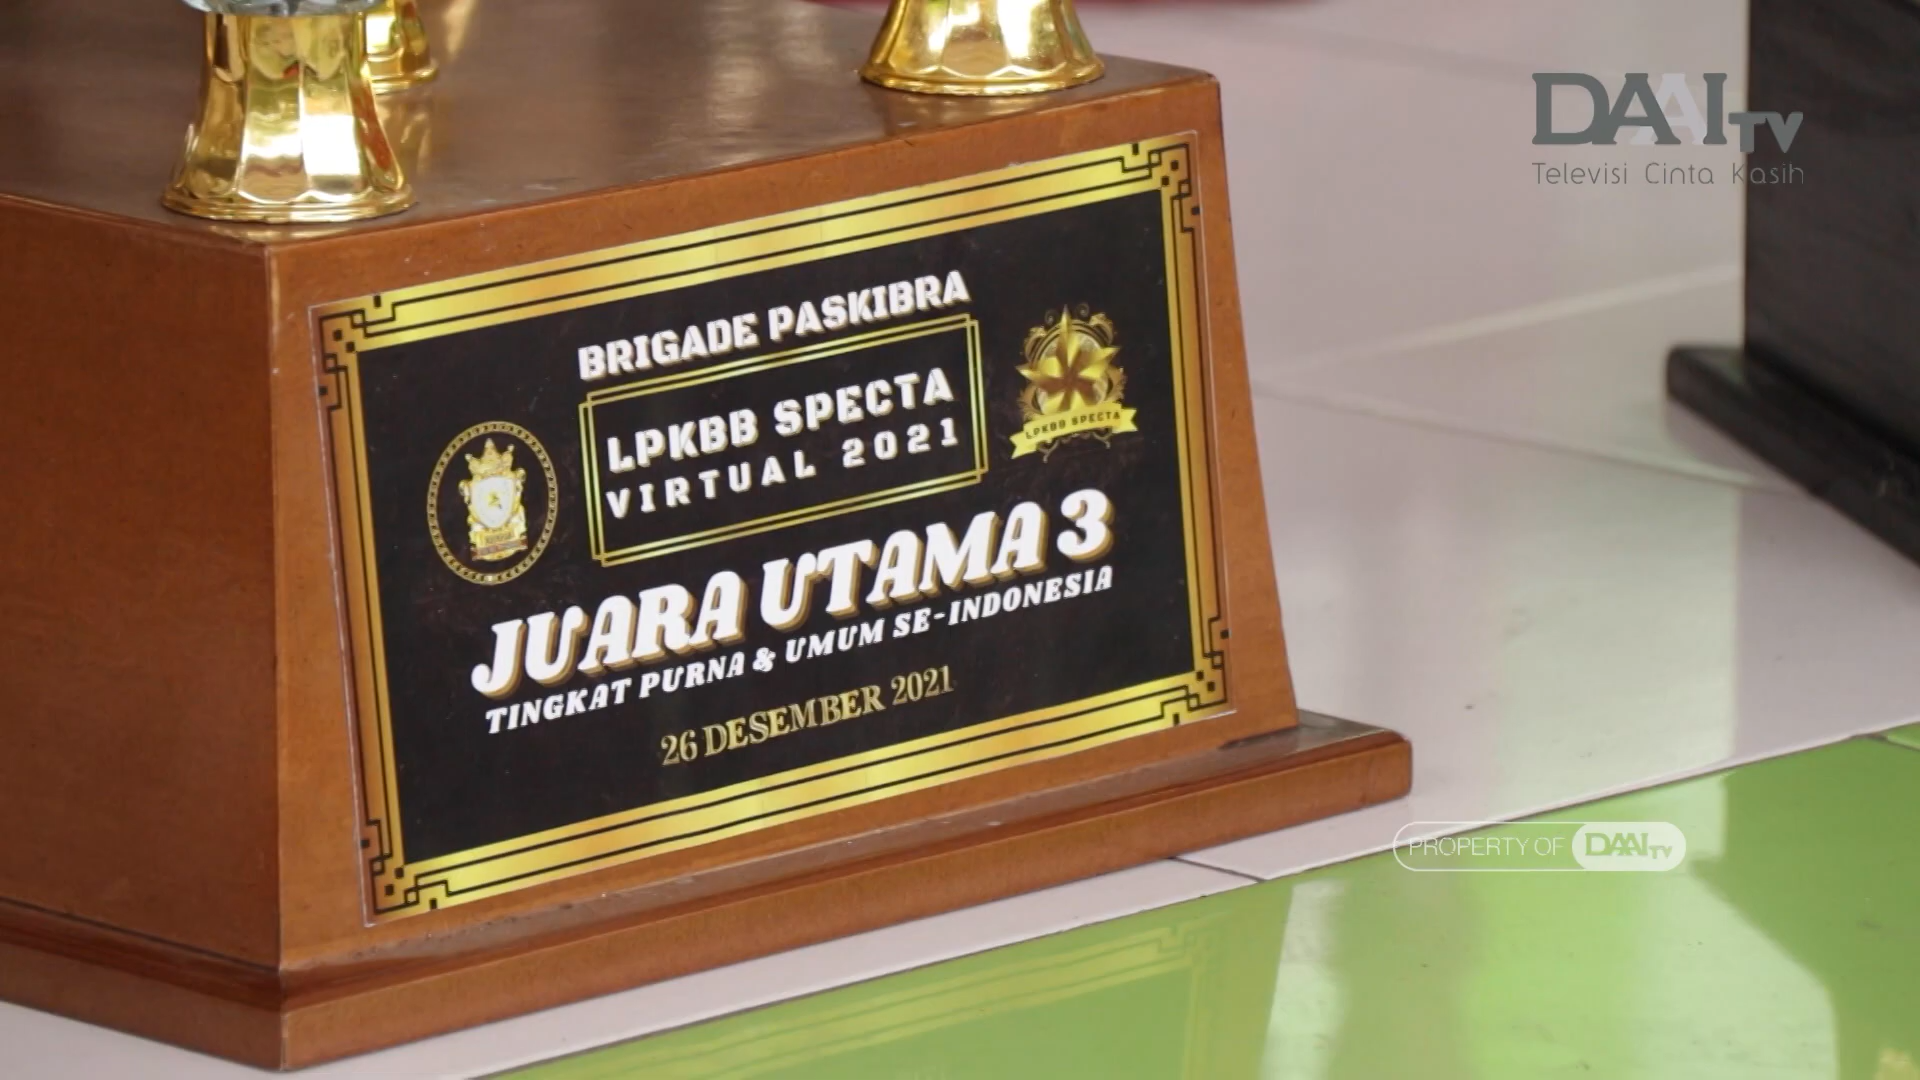 DAAI TV
Televisi Cinta Kasih
BRIGADE PASKIBRA
LPKBB SPECTA
VIRTUAL 2021
LPKBB SPECTA
JUARA UTAMA 3
TINGKAT PURNA & UMUM SE-INDONESIA
26 DESEMBER 2021
PROPERTY OF DAAI TV